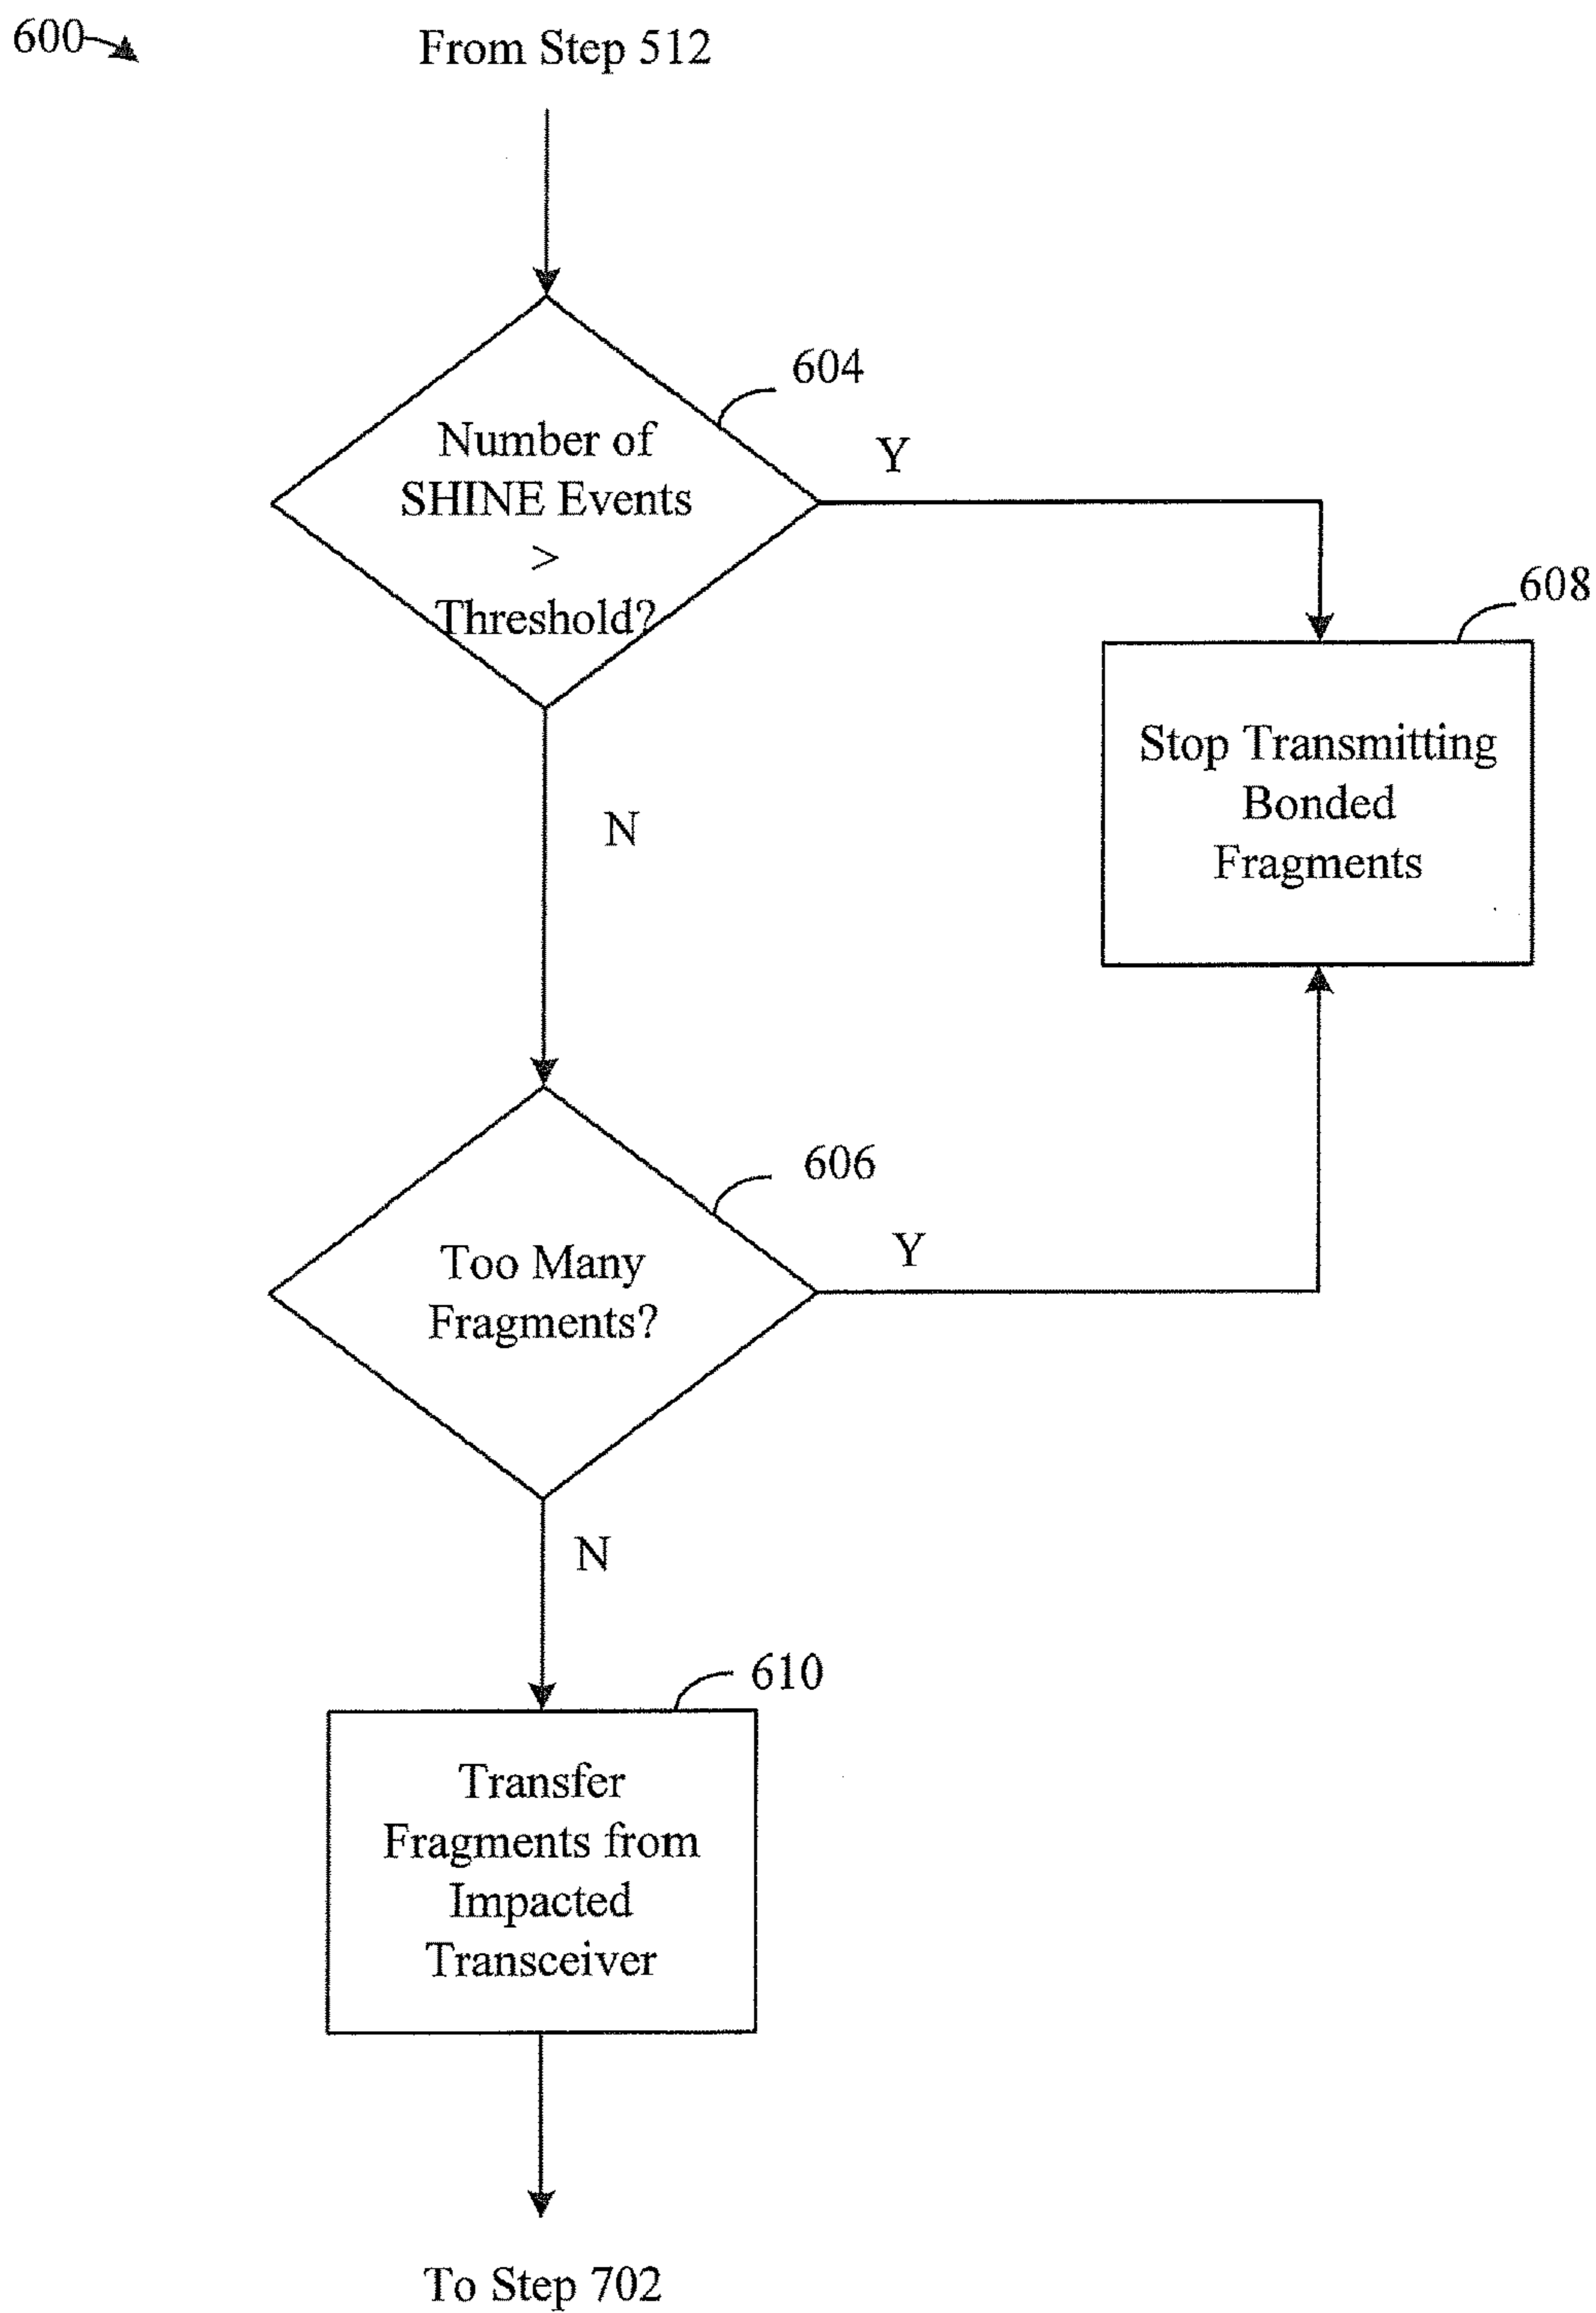 600
From Step 512
604
Number of
SHINE Events
>
Threshold?
Y
608
Stop Transmitting
Bonded
Fragments
N
606
Too Many
Fragments?
Y
N
610
Transfer
Fragments from
Impacted
Transceiver
To Step 702